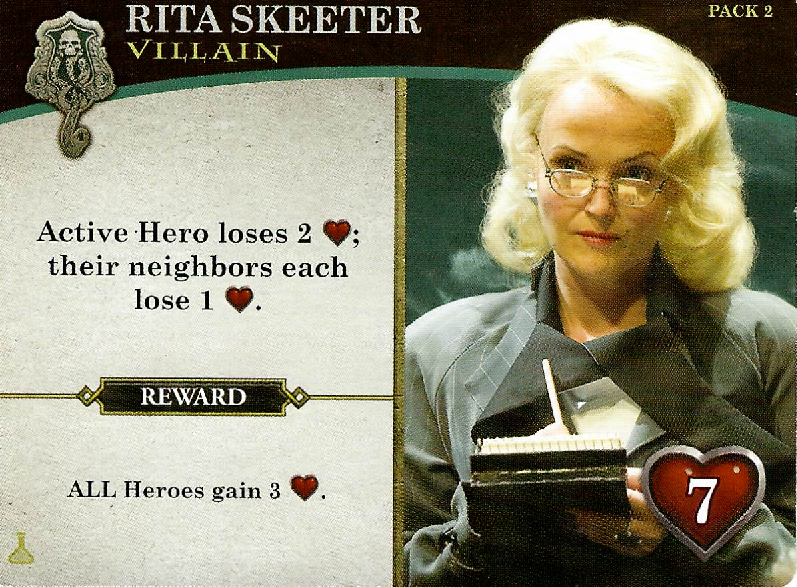 RITA SKEETER
PACK 2
VILLAIN
Active Hero loses 2 ;
their neighbors each
lose 1 .
REWARD
ALL Heroes gain 3 .
7